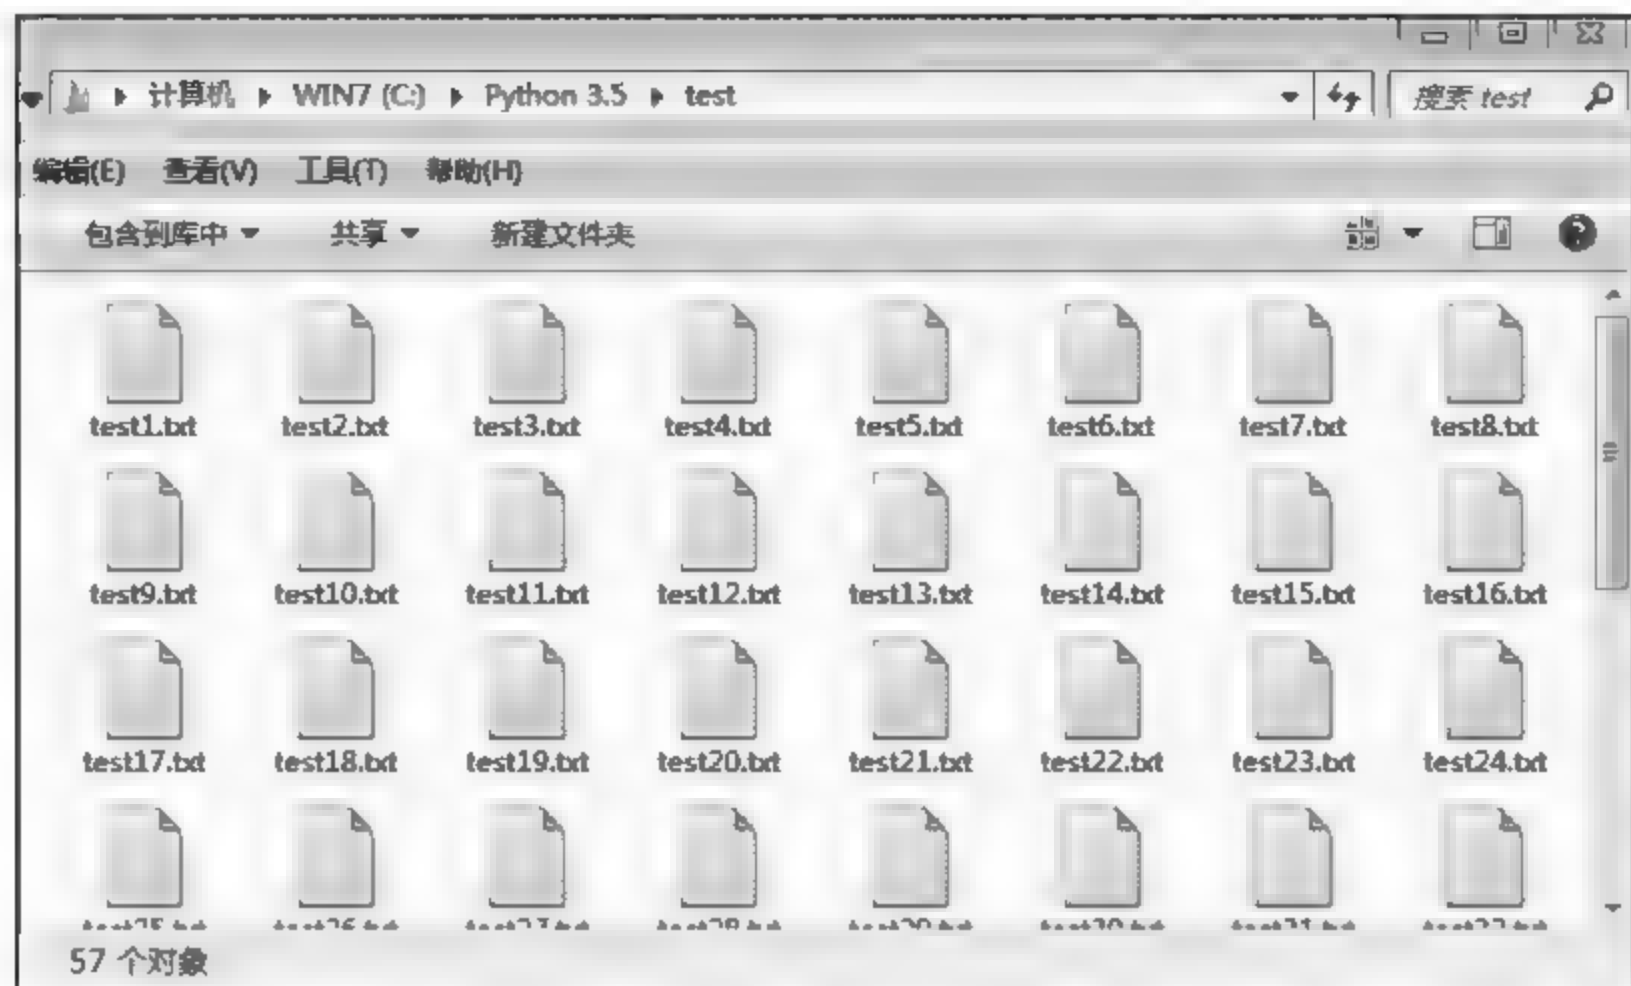 计算机 WIN7 (C:) Python 3.5 test 搜索 test
编辑(E) 查看(V) 工具(T) 帮助(H)
包含到库中 共享 新建文件夹
test1.txt test2.txt test3.txt test4.txt test5.txt test6.txt test7.txt test8.txt
test9.txt test10.txt test11.txt test12.txt test13.txt test14.txt test15.txt test16.txt
test17.txt test18.txt test19.txt test20.txt test21.txt test22.txt test23.txt test24.txt
57 个对象